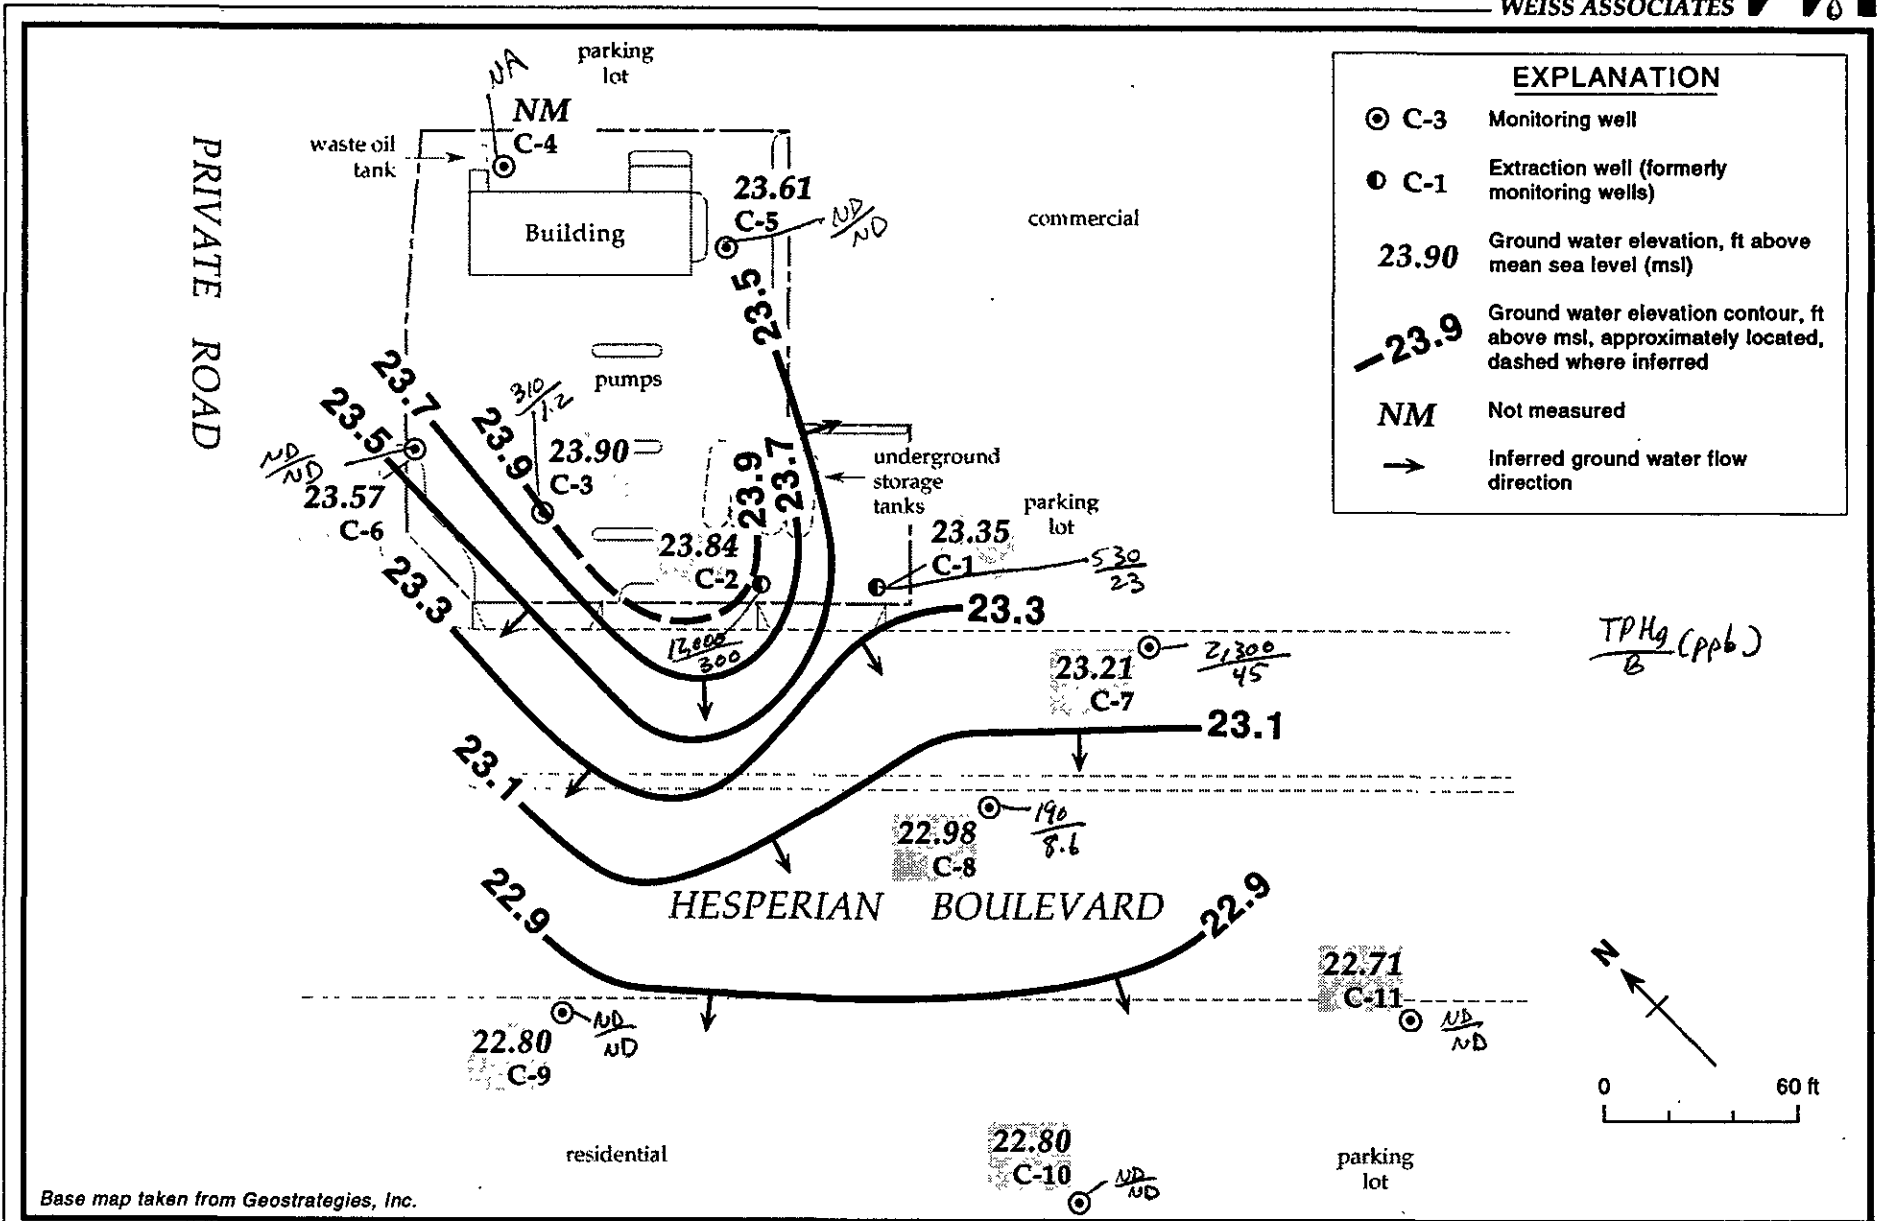 WEISS ASSOCIATES
parking
lot
NA
NM
C-4
waste oil
tank
PRIVATE ROAD
Building
23.61
C-5
ND/ND
commercial
EXPLANATION
C-3 Monitoring well
C-1 Extraction well (formerly
monitoring wells)
23.90 Ground water elevation, ft above
mean sea level (msl)
23.9 Ground water elevation contour, ft
above msl, approximately located,
dashed where inferred
NM Not measured
Inferred ground water flow
direction
23.5
23.7
23.5
23.9
310/1.2
pumps
23.90
C-3
ND/ND
23.57
C-6
23.9
23.7
underground
storage
tanks
parking
lot
23.84
C-2
23.35
C-1
530/23
12,000/300
23.3
23.3
23.21
C-7
2,300/45
TPHg/B (ppb)
23.1
23.1
22.98
C-8
190/8.6
HESPERIAN BOULEVARD
22.9
22.9
22.71
C-11
ND/ND
N
22.80
C-9
ND/ND
0 60 ft
residential
22.80
C-10
ND/ND
parking
lot
Base map taken from Geostrategies, Inc.